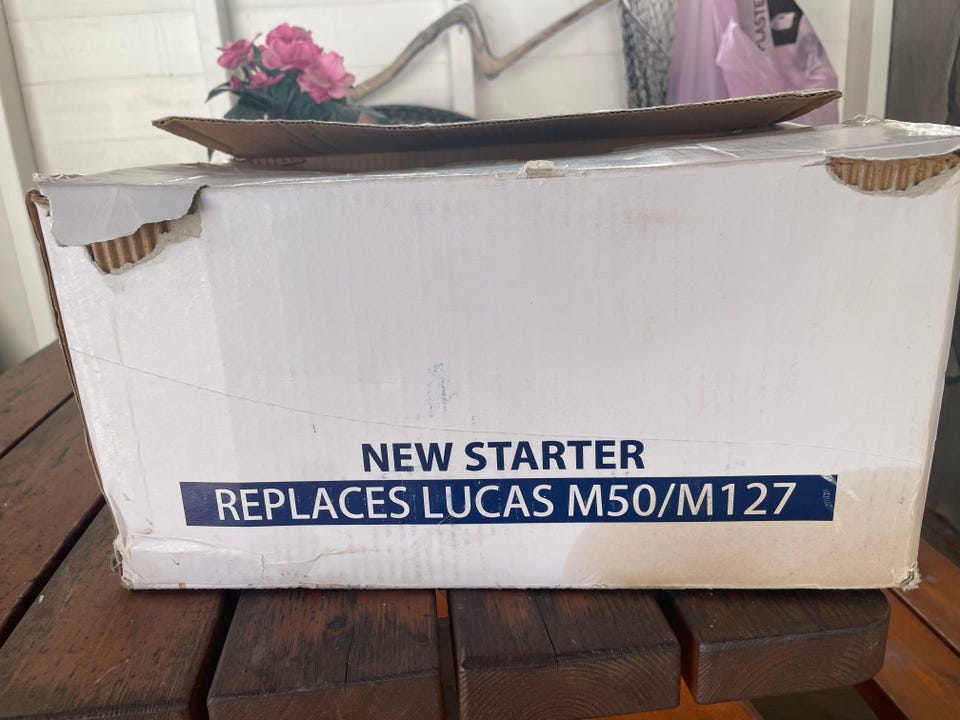 NEW STARTER
REPLACES LUCAS M50/M127